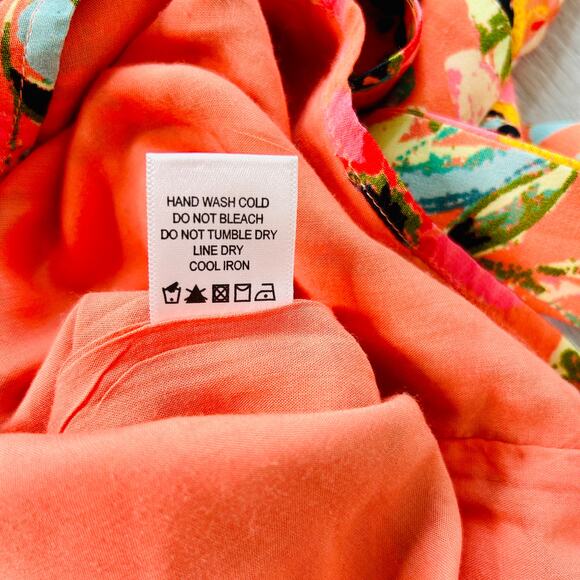 HAND WASH COLD
DO NOT BLEACH
DO NOT TUMBLE DRY
LINE DRY
COOL IRON